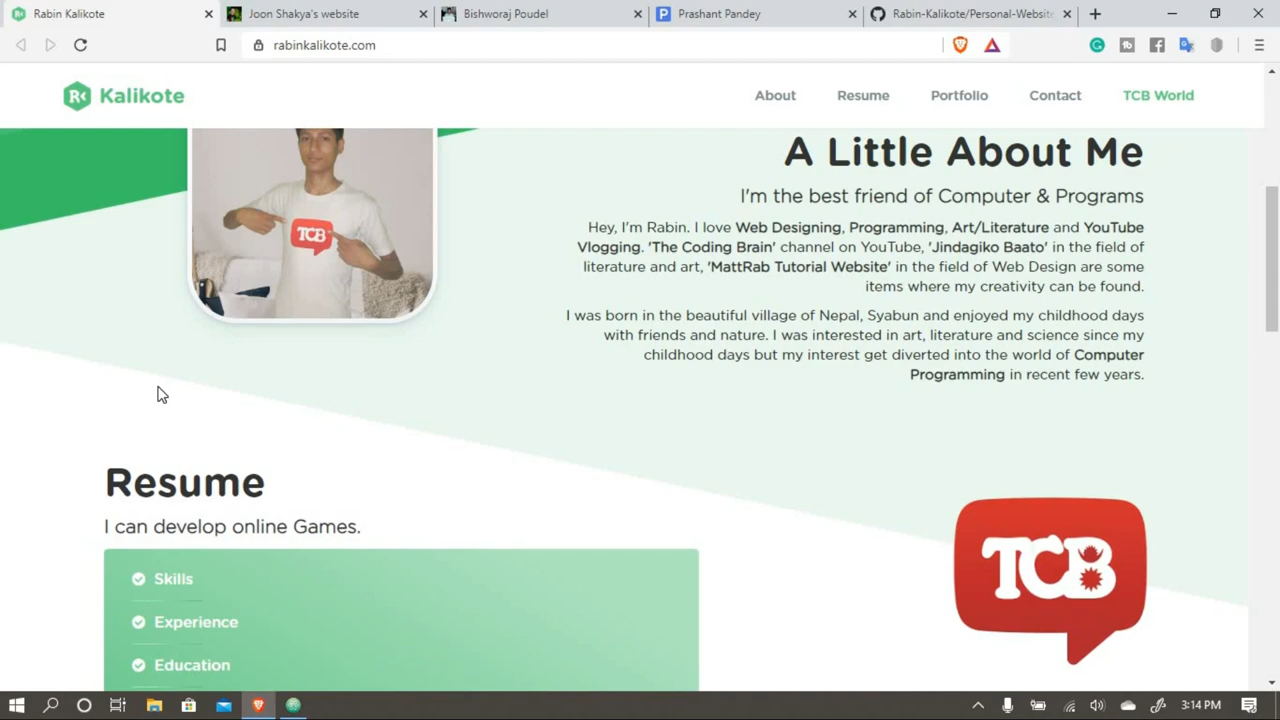 Rabin Kalikote
Joon Shakya's website
Bishworaj Poudel
Prashant Pandey
Rabin-Kalikote/Personal-Website
rabinkalikote.com
Kalikote
About
Resume
Portfolio
Contact
TCB World
A Little About Me
I'm the best friend of Computer & Programs
Hey, I'm Rabin. I love Web Designing, Programming, Art/Literature and YouTube
Vlogging. 'The Coding Brain' channel on YouTube, 'Jindagiko Baato' in the field of
literature and art, 'MattRab Tutorial Website' in the field of Web Design are some
items where my creativity can be found.
I was born in the beautiful village of Nepal, Syabun and enjoyed my childhood days
with friends and nature. I was interested in art, literature and science since my
childhood days but my interest get diverted into the world of Computer
Programming in recent few years.
TCB
Resume
I can develop online Games.
Skills
Experience
Education
TCB
3:14 PM